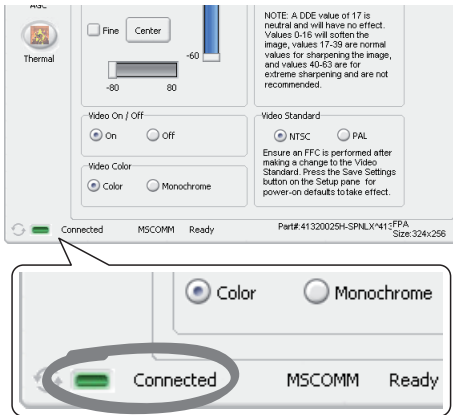 AGC
Thermal
Fine
Center
-60
-80
80
NOTE: A DDE value of 17 is
neutral and will have no effect.
Values 0-16 will soften the
image, values 17-39 are normal
values for sharpening the image,
and values 40-63 are for
extreme sharpening and are not
recommended.
Video On / Off
On
Off
Video Color
Color
Monochrome
Video Standard
NTSC
PAL
Ensure an FFC is performed after
making a change to the Video
Standard. Press the Save Settings
button on the Setup pane for
power-on defaults to take effect.
Connected
MSCOMM
Ready
Part#:41320025H-SPNLX^413
FPA
Size:324x256
Color
Monochrome
Connected
MSCOMM
Ready